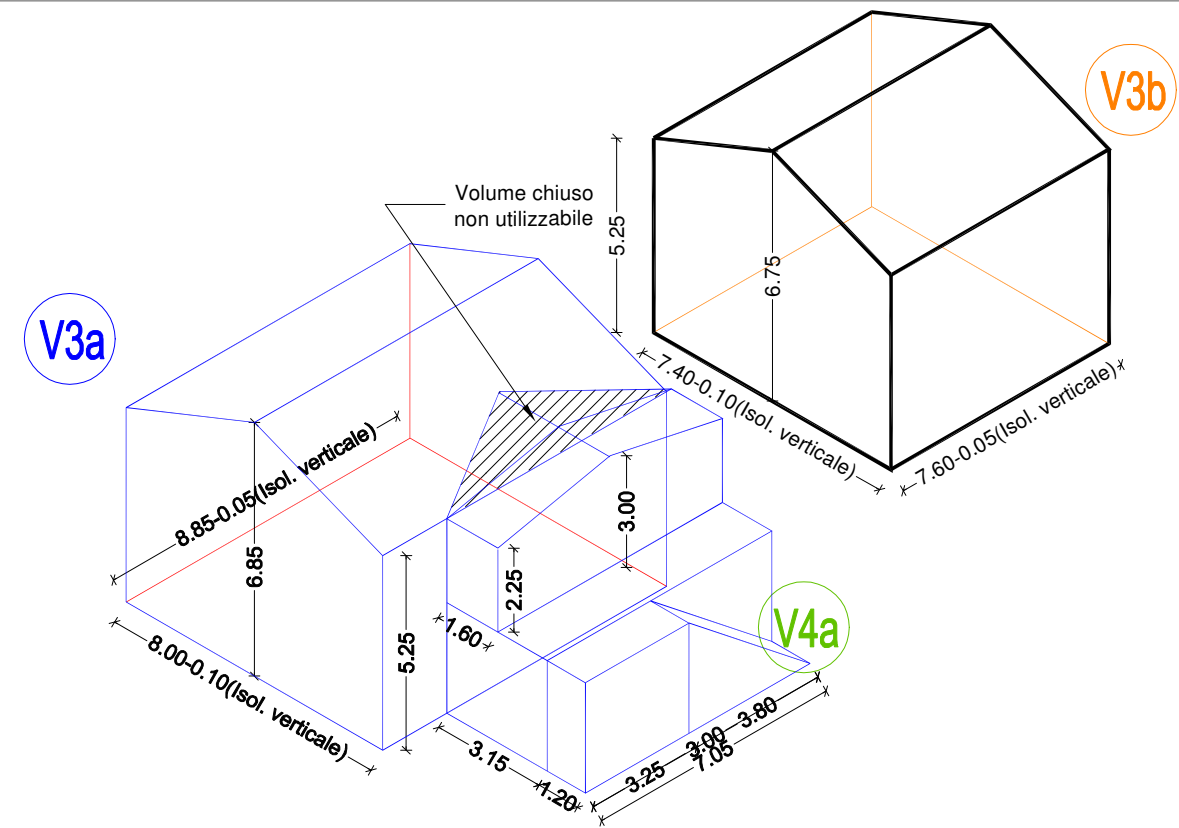 V3b
Volume chiuso
non utilizzabile
5.25
6.75
V3a
7.40-0.10(Isol. verticale)
7.60-0.05(Isol. verticale)
8.85-0.05(Isol. verticale)
3.00
6.85
2.25
1.60
V4a
8.00-0.10(Isol. verticale)
5.25
3.15
1.20
3.25
3.00
3.80
7.05